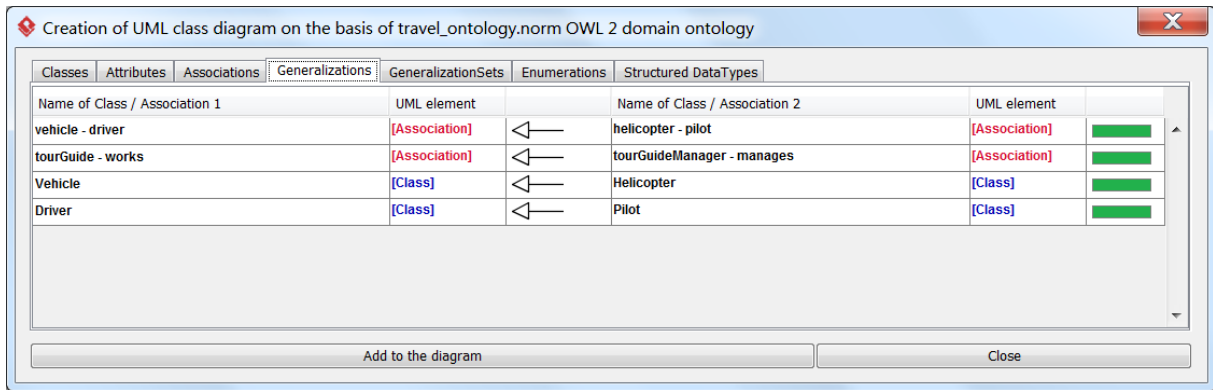 Creation of UML class diagram on the basis of travel_ontology.norm OWL 2 domain ontology
Classes Attributes Associations Generalizations GeneralizationSets Enumerations Structured DataTypes
Name of Class / Association 1 UML element Name of Class / Association 2 UML element
vehicle - driver [Association] helicopter - pilot [Association]
tourGuide - works [Association] tourGuideManager - manages [Association]
Vehicle [Class] Helicopter [Class]
Driver [Class] Pilot [Class]
Add to the diagram Close